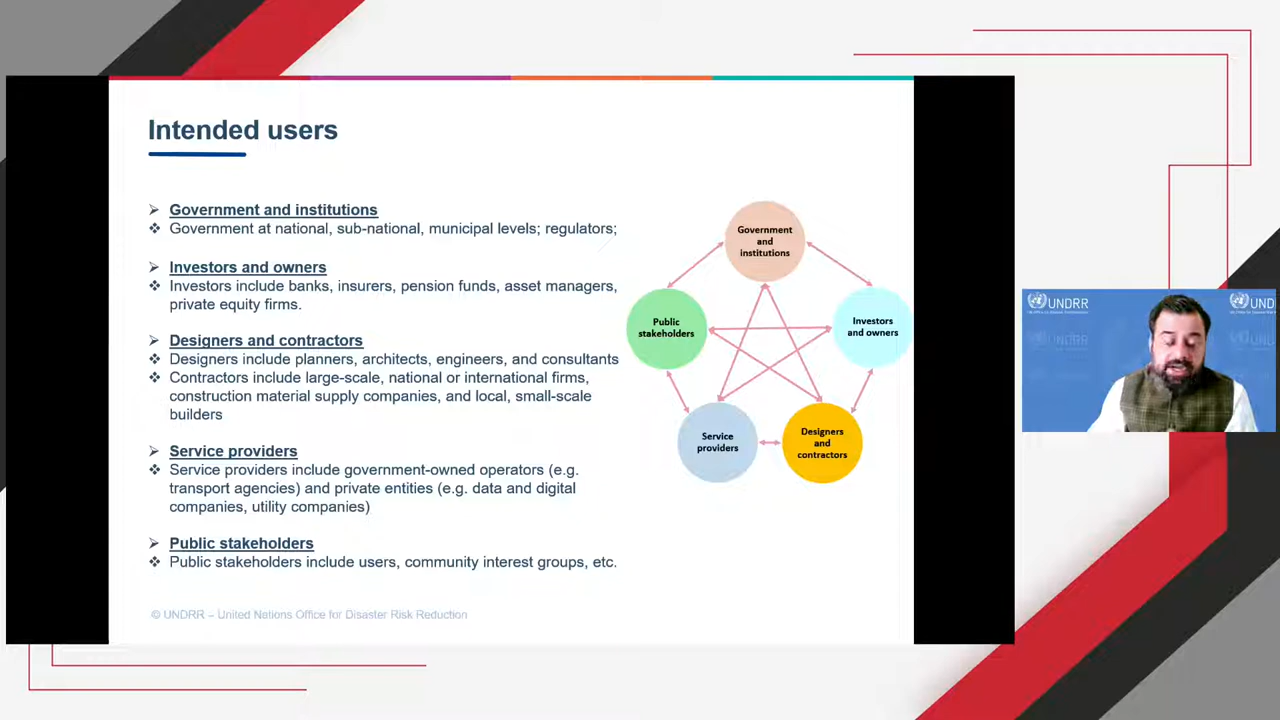 Intended users
Government and institutions
Government at national, sub-national, municipal levels; regulators;
Investors and owners
Investors include banks, insurers, pension funds, asset managers,
private equity firms.
Designers and contractors
Designers include planners, architects, engineers, and consultants
Contractors include large-scale, national or international firms,
construction material supply companies, and local, small-scale
builders
Service providers
Service providers include government-owned operators (e.g.
transport agencies) and private entities (e.g. data and digital
companies, utility companies)
Public stakeholders
Public stakeholders include users, community interest groups, etc.
© UNDRR – United Nations Office for Disaster Risk Reduction
Government
and
institutions
Public
stakeholders
Investors
and owners
Service
providers
Designers
and
contractors
UNDRR
UND